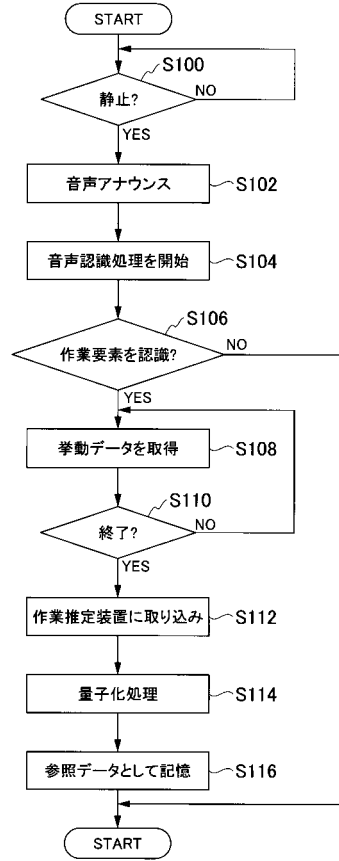 START
S100
静止?
NO
YES
音声アナウンス
S102
音声認識処理を開始
S104
S106
作業要素を認識?
NO
YES
挙動データを取得
S108
S110
終了?
NO
YES
作業推定装置に取り込み
S112
量子化処理
S114
参照データとして記憶
S116
START